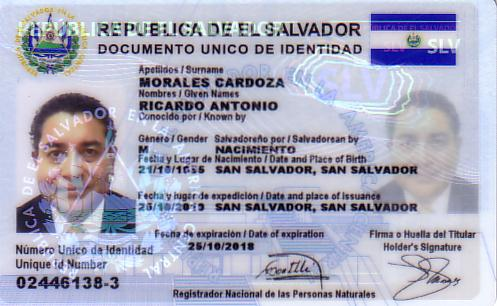 REPUBLICA DE EL SALVADOR
DOCUMENTO UNICO DE IDENTIDAD
SLV
Apellidos / Surname
MORALES CARDOZA
Nombres / Given Names
RICARDO ANTONIO
Conocido por / Known by
Género / Gender Salvadoreño por / Salvadorean by
M NACIMIENTO
Fecha y Lugar de Nacimiento / Date and Place of Birth
SAN SALVADOR, SAN SALVADOR
Fecha y lugar de expedición / Date and place of issuance
SAN SALVADOR, SAN SALVADOR
Fecha de expiración / Date of expiration
25/10/2018
Firma o Huella del Titular
Holder's Signature
Número Unico de Identidad
Unique id Number
02446138-3
Registrador Nacional de las Personas Naturales